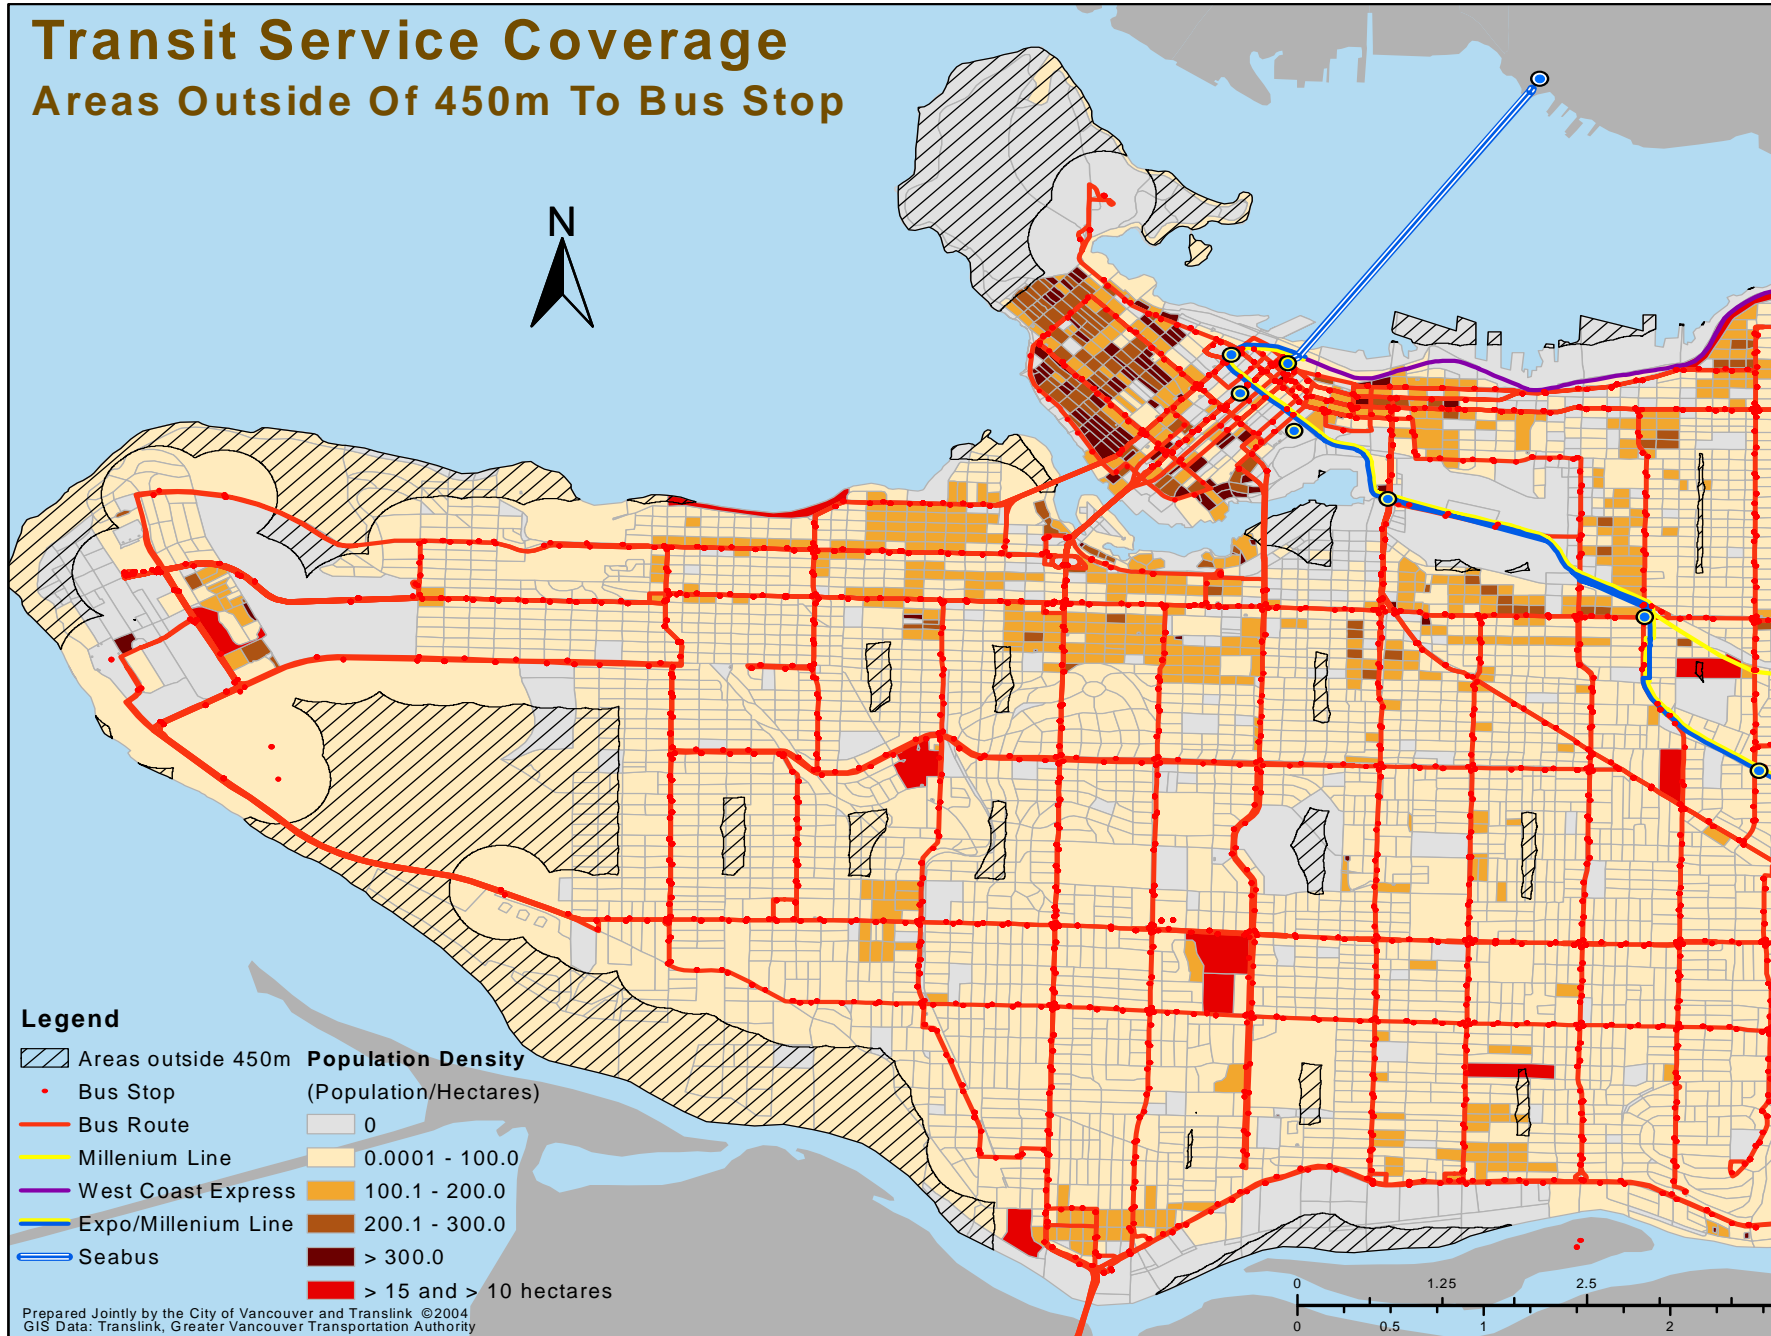 Transit Service Coverage
Areas Outside Of 450m To Bus Stop
N
Legend
Areas outside 450m
Bus Stop
Bus Route
Millenium Line
West Coast Express
Expo/Millenium Line
Seabus
Population Density
(Population/Hectares)
0
0.0001 - 100.0
100.1 - 200.0
200.1 - 300.0
> 300.0
> 15 and > 10 hectares
Prepared Jointly by the City of Vancouver and Translink ©2004
GIS Data: Translink, Greater Vancouver Transportation Authority
0 1.25 2.5
0 0.5 1 2